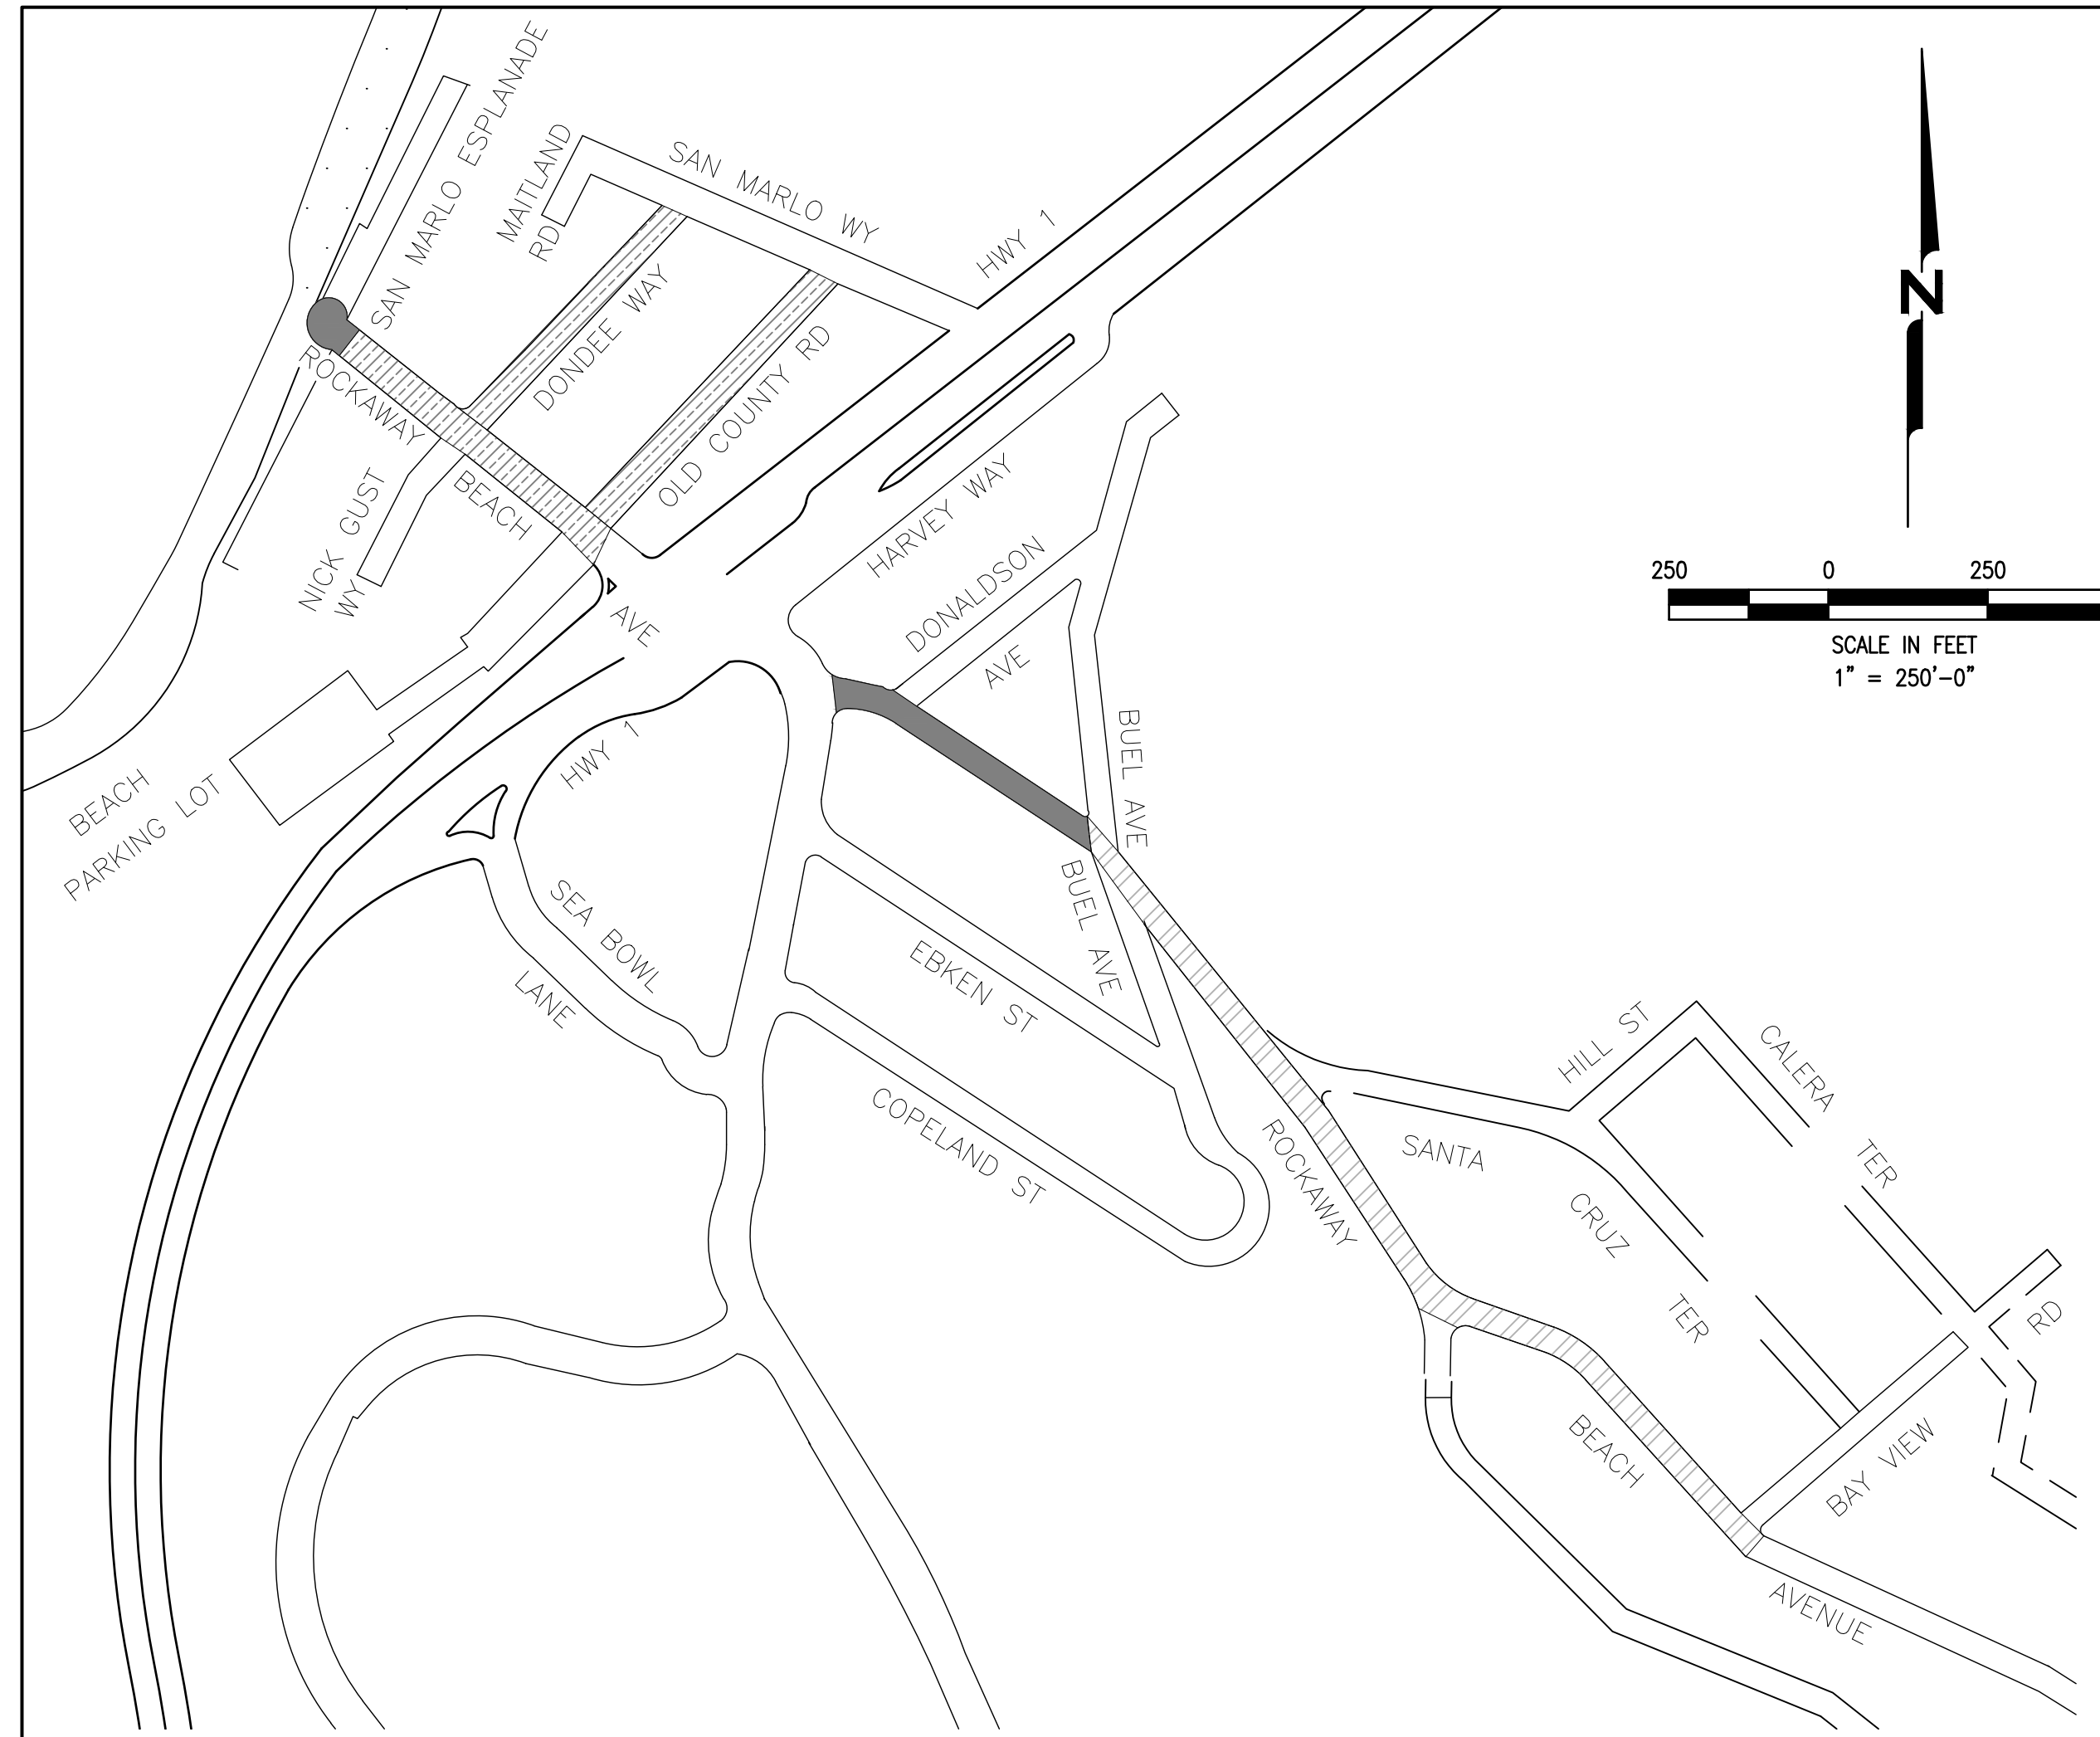 SAN MARLO ESPLANADE
MAITLAND
RD
SAN MARLO WY
HWY 1
DONDEE WAY
OLD COUNTY RD
ROCKAWAY
BEACH
AVE
NICK GUST
WY
HARVEY WAY
DONALDSON
AVE
BUEL AVE
BUEL AVE
HWY 1
BEACH
PARKING LOT
SEA BOWL
LANE
EBKEN ST
COPELAND ST
ROCKAWAY
BEACH
AVENUE
SANTA
CRUZ
TER
HILL ST
CALERA
TER
BAY VIEW
RD
N
250
0
250
SCALE IN FEET
1" = 250'-0"